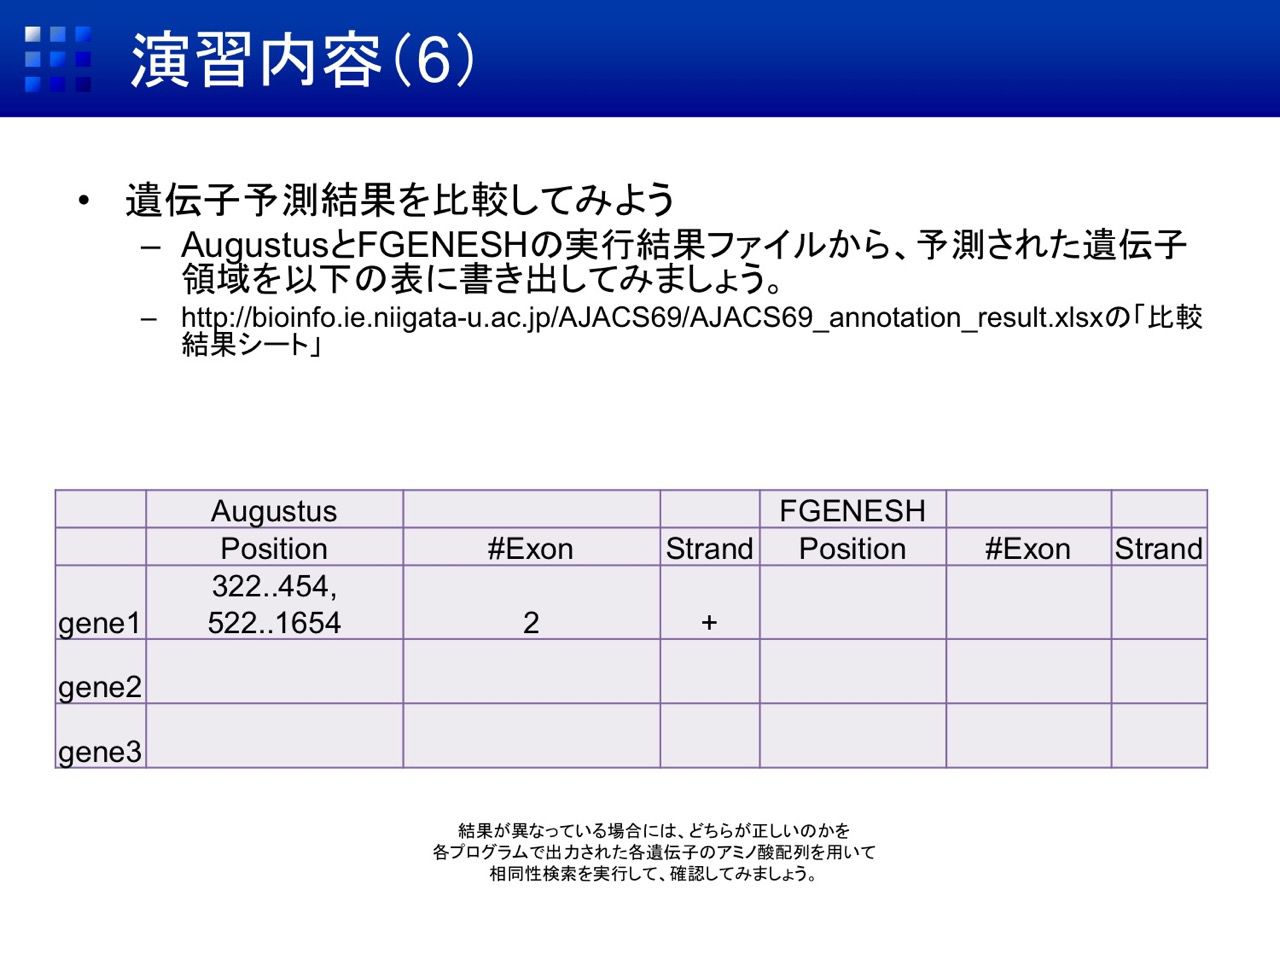 演習内容（6）
• 遺伝子予測結果を比較してみよう
– AugustusとFGENESHの実行結果ファイルから、予測された遺伝子
領域を以下の表に書き出してみましょう。
– http://bioinfo.ie.niigata-u.ac.jp/AJACS69/AJACS69_annotation_result.xlsxの「比較
結果シート」
Augustus FGENESH
Position #Exon Strand Position #Exon Strand
322..454,
gene1 522..1654 2 +
gene2
gene3
結果が異なっている場合には、どちらが正しいのかを
各プログラムで出力された各遺伝子のアミノ酸配列を用いて
相同性検索を実行して、確認してみましょう。